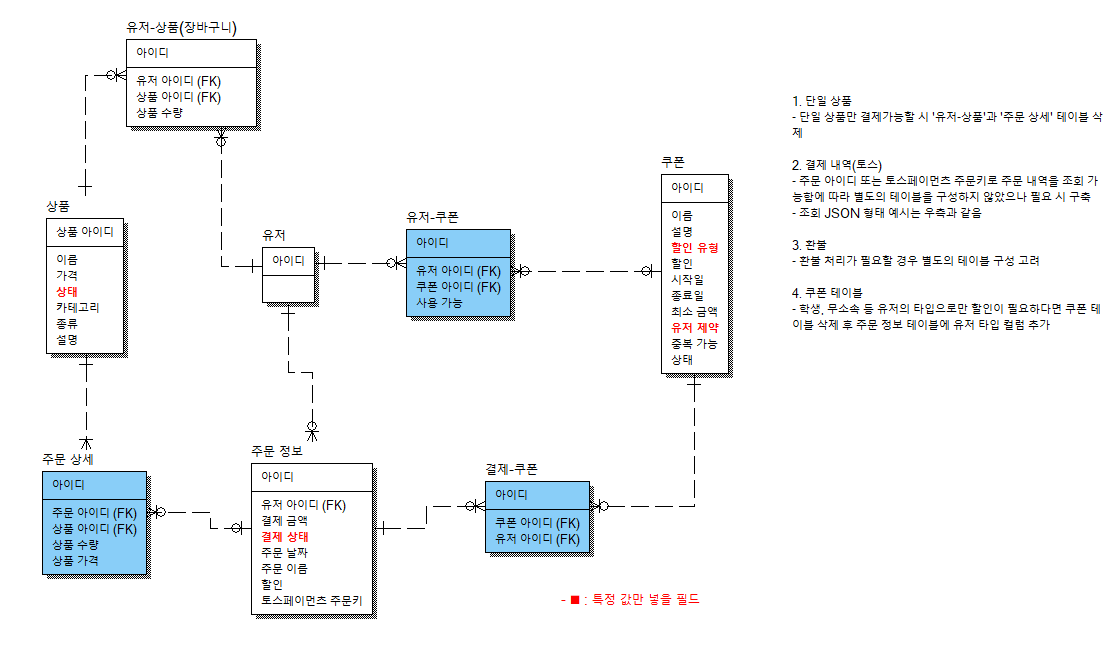 유저-상품(장바구니)
아이디
유저 아이디 (FK)
상품 아이디 (FK)
상품 수량
상품
상품 아이디
이름
가격
상태
카테고리
종류
설명
유저
아이디
유저-쿠폰
아이디
유저 아이디 (FK)
쿠폰 아이디 (FK)
사용 가능
쿠폰
아이디
이름
설명
할인 유형
할인
시작일
종료일
최소 금액
유저 제약
중복 가능
상태
주문 상세
아이디
주문 아이디 (FK)
상품 아이디 (FK)
상품 수량
상품 가격
주문 정보
아이디
유저 아이디 (FK)
결제 금액
결제 상태
주문 날짜
주문 이름
할인
토스페이먼츠 주문키
결제-쿠폰
아이디
쿠폰 아이디 (FK)
유저 아이디 (FK)
- ■ : 특정 값만 넣을 필드
1. 단일 상품
- 단일 상품만 결제가능할 시 '유저-상품'과 '주문 상세' 테이블 삭
제
2. 결제 내역(토스)
- 주문 아이디 또는 토스페이먼츠 주문키로 주문 내역을 조회 가
능함에 따라 별도의 테이블을 구성하지 않았으나 필요 시 구축
- 조회 JSON 형태 예시는 우측과 같음
3. 환불
- 환불 처리가 필요할 경우 별도의 테이블 구성 고려
4. 쿠폰 테이블
- 학생, 무소속 등 유저의 타입으로만 할인이 필요하다면 쿠폰 테
이블 삭제 후 주문 정보 테이블에 유저 타입 컬럼 추가